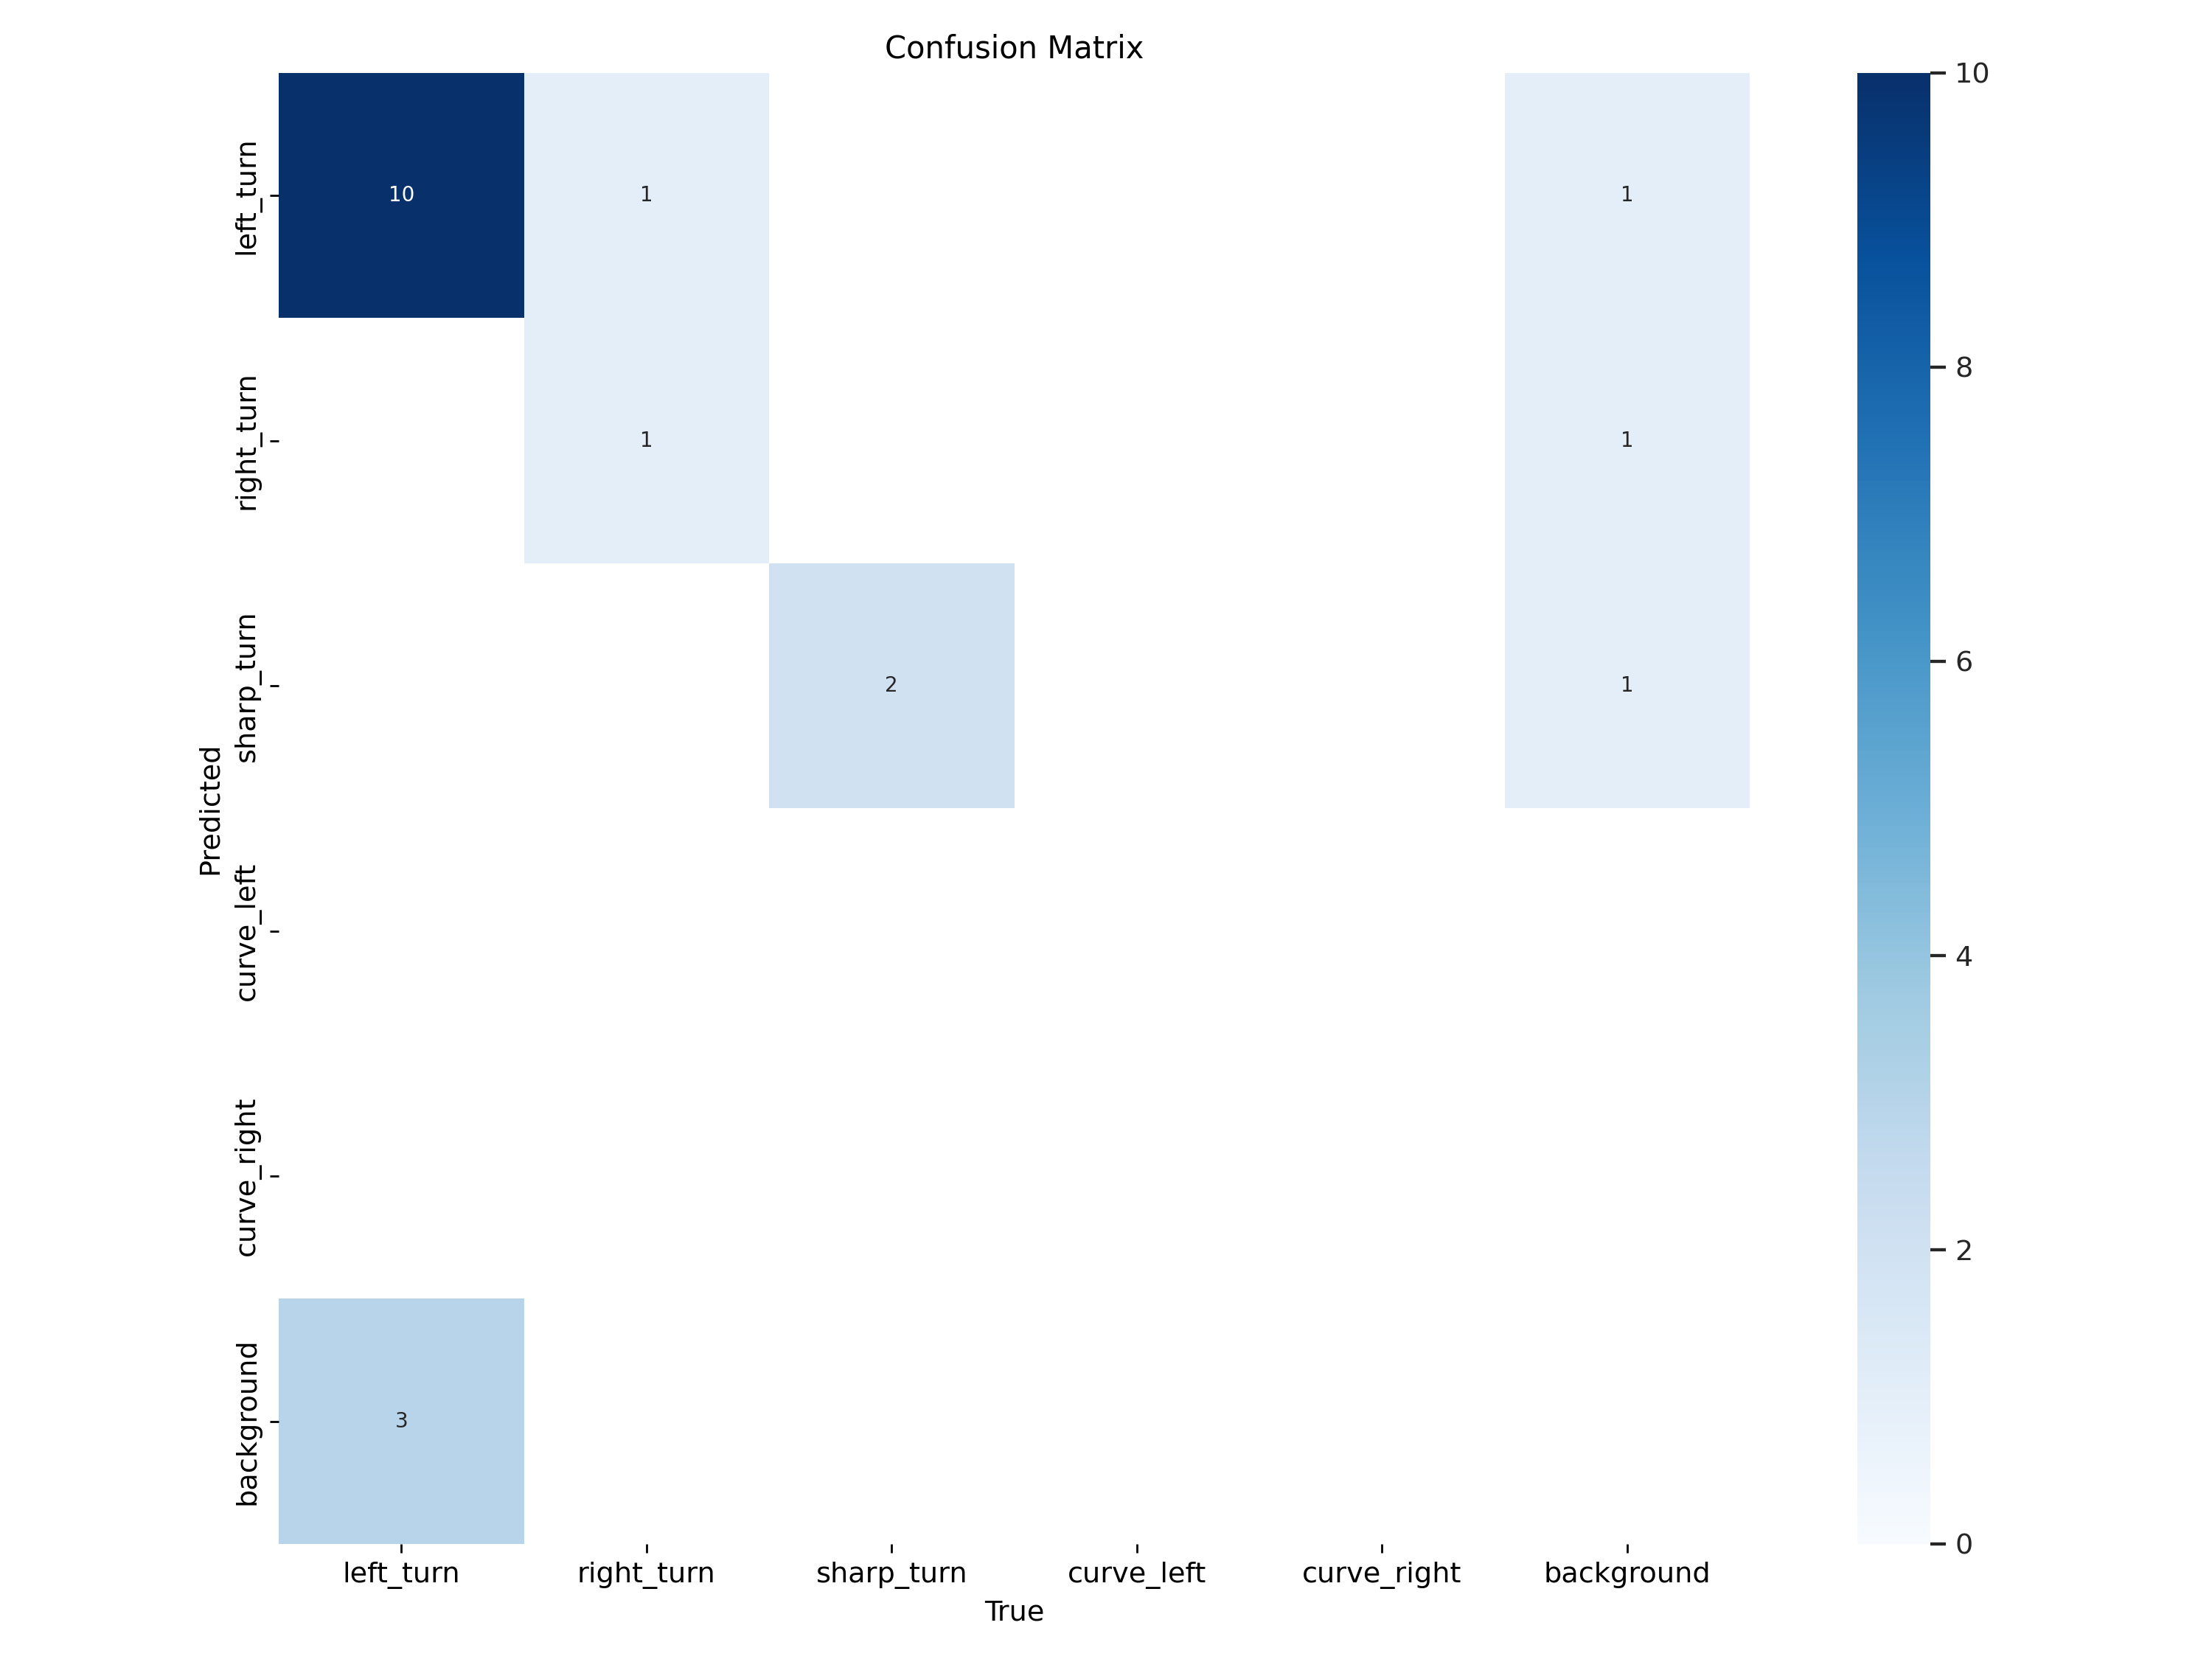 Confusion Matrix
left_turn
right_turn
sharp_turn
curve_left
curve_right
background
Predicted
10
1
1
1
1
2
1
3
left_turn
right_turn
sharp_turn
curve_left
curve_right
background
True
10
8
6
4
2
0